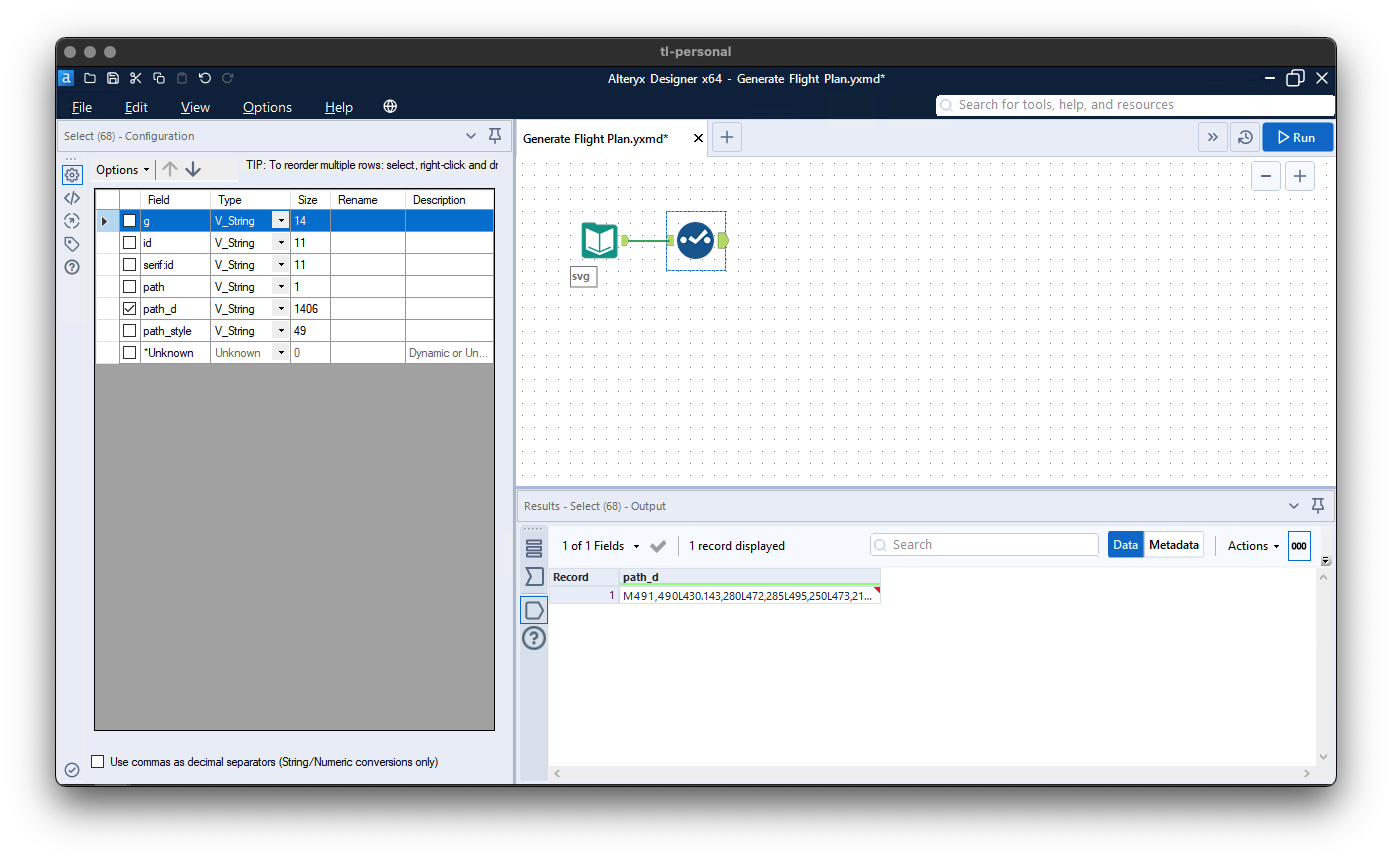 tl-personal
a
Alteryx Designer x64 - Generate Flight Plan.yxmd*
File Edit View Options Help
Search for tools, help, and resources
Select (68) - Configuration
Options
TIP: To reorder multiple rows: select, right-click and dr
Field Type Size Rename Description
g V_String 14
id V_String 11
serif:id V_String 11
path V_String 1
path_d V_String 1406
path_style V_String 49
*Unknown Unknown 0 Dynamic or Un...
Use commas as decimal separators (String/Numeric conversions only)
Generate Flight Plan.yxmd*
Run
svg
Results - Select (68) - Output
1 of 1 Fields
1 record displayed
Search
Data Metadata
Actions
000
Record path_d
1 M491,490L430.143,280L472,285L495,250L473,21...